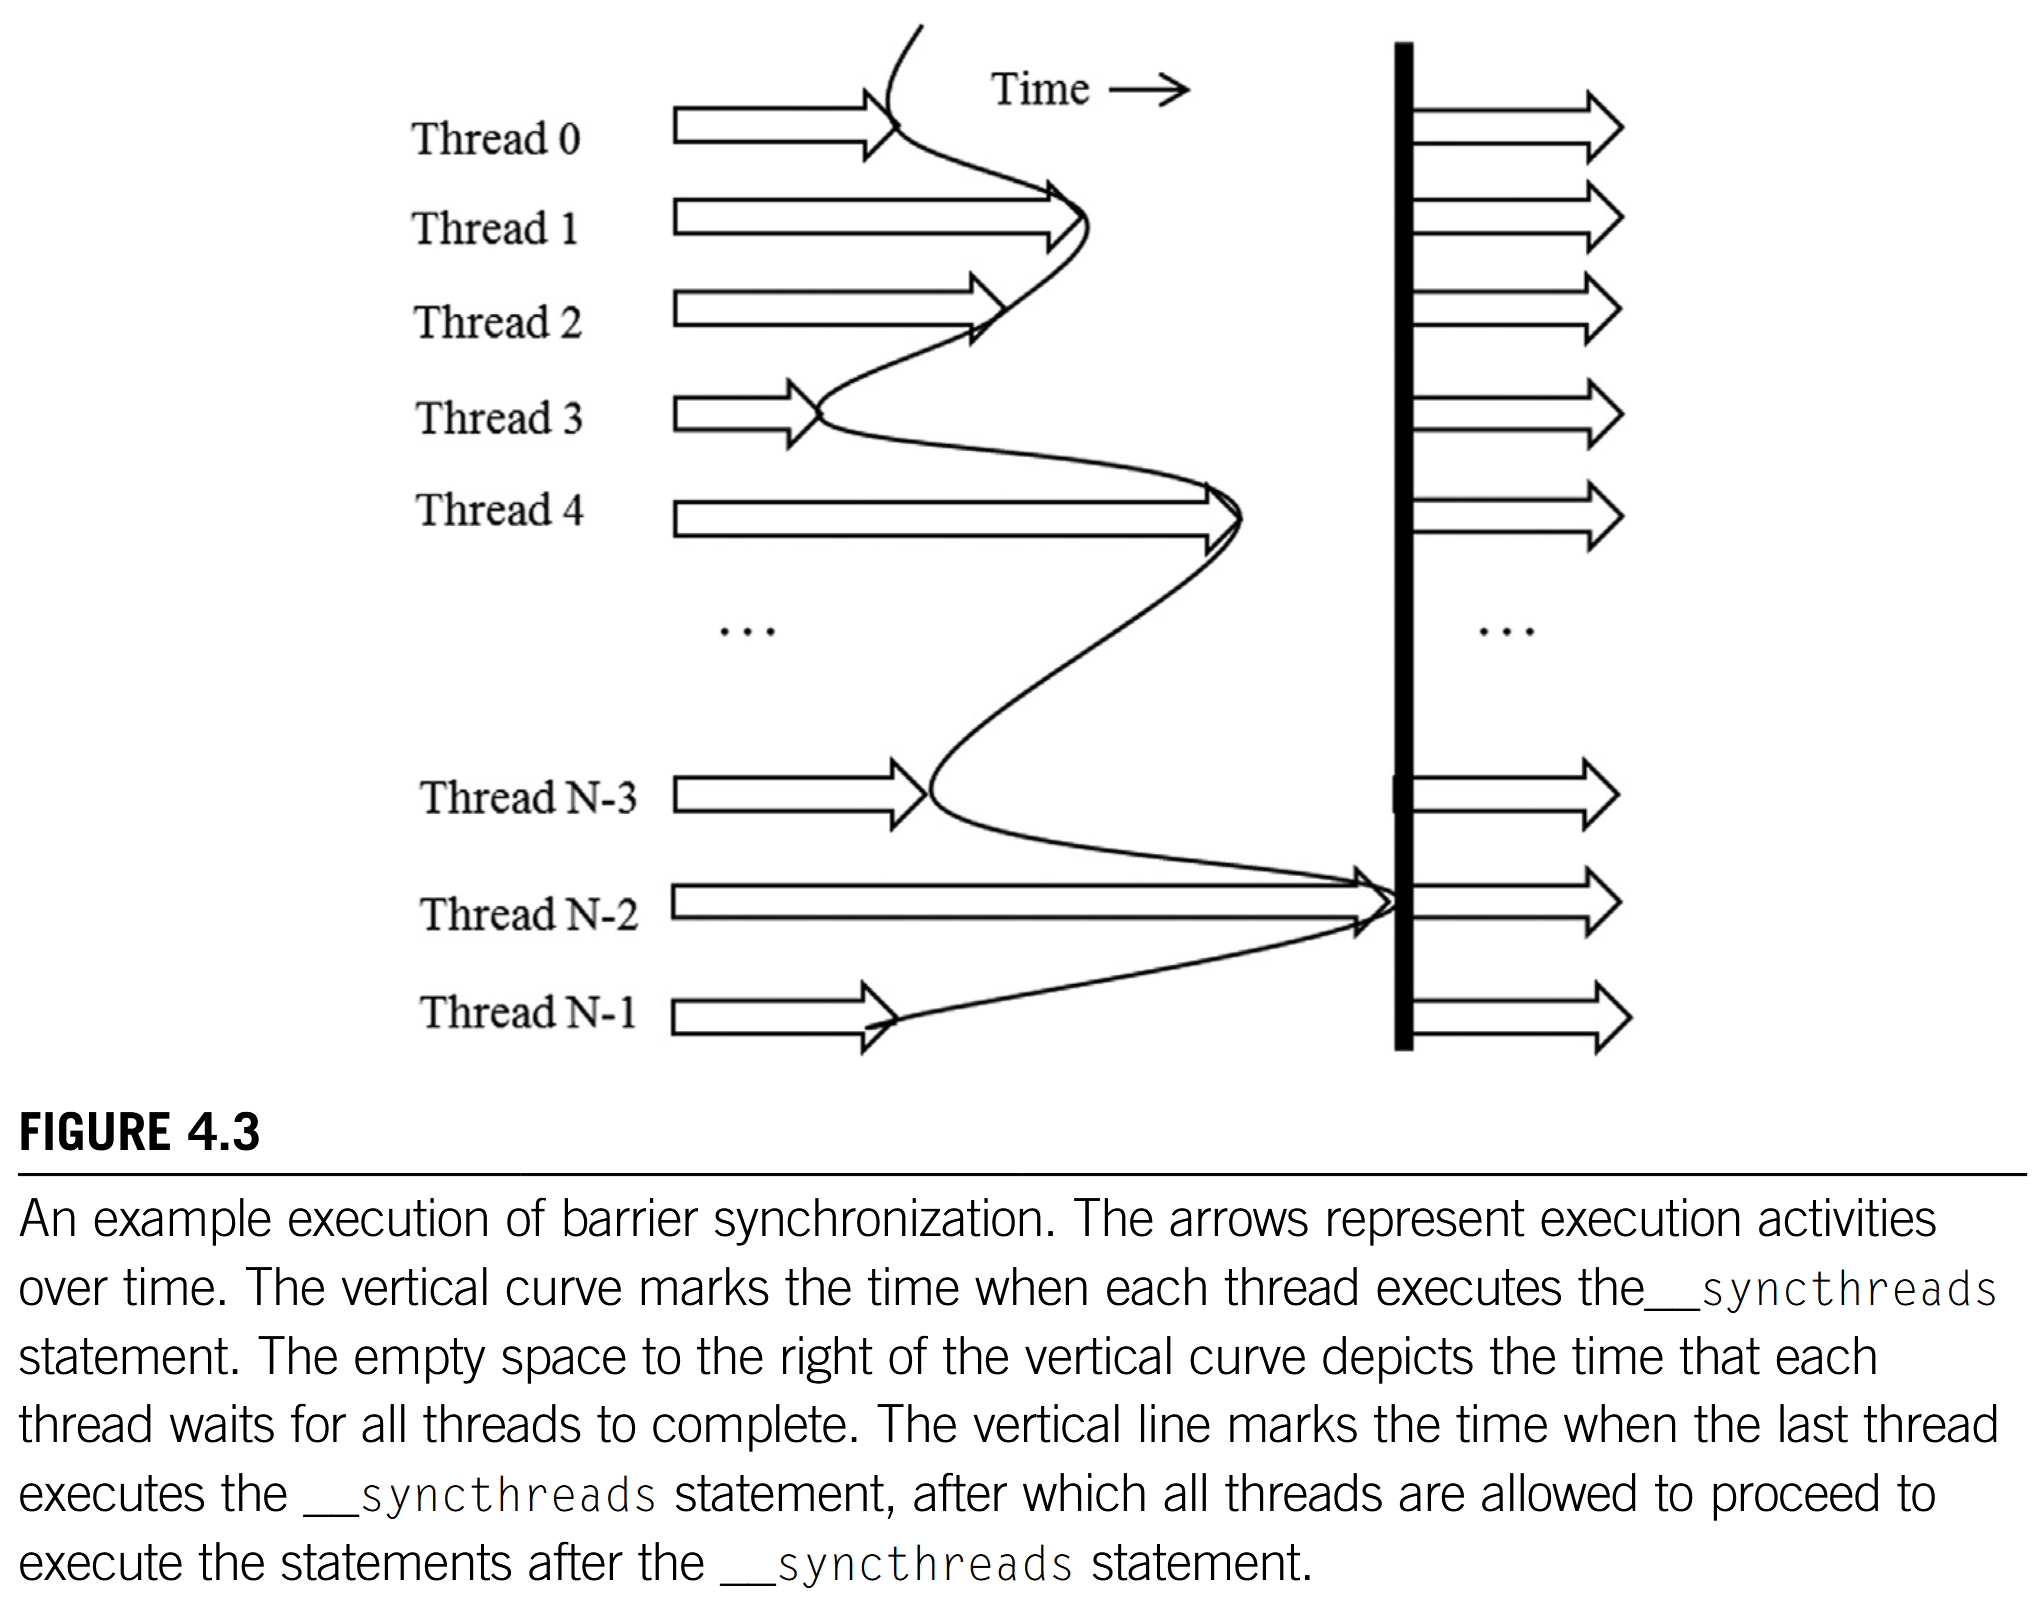 Time
Thread 0
Thread 1
Thread 2
Thread 3
Thread 4
... ...
Thread N-3
Thread N-2
Thread N-1
FIGURE 4.3
An example execution of barrier synchronization. The arrows represent execution activities
over time. The vertical curve marks the time when each thread executes the__syncthreads
statement. The empty space to the right of the vertical curve depicts the time that each
thread waits for all threads to complete. The vertical line marks the time when the last thread
executes the __syncthreads statement, after which all threads are allowed to proceed to
execute the statements after the __syncthreads statement.